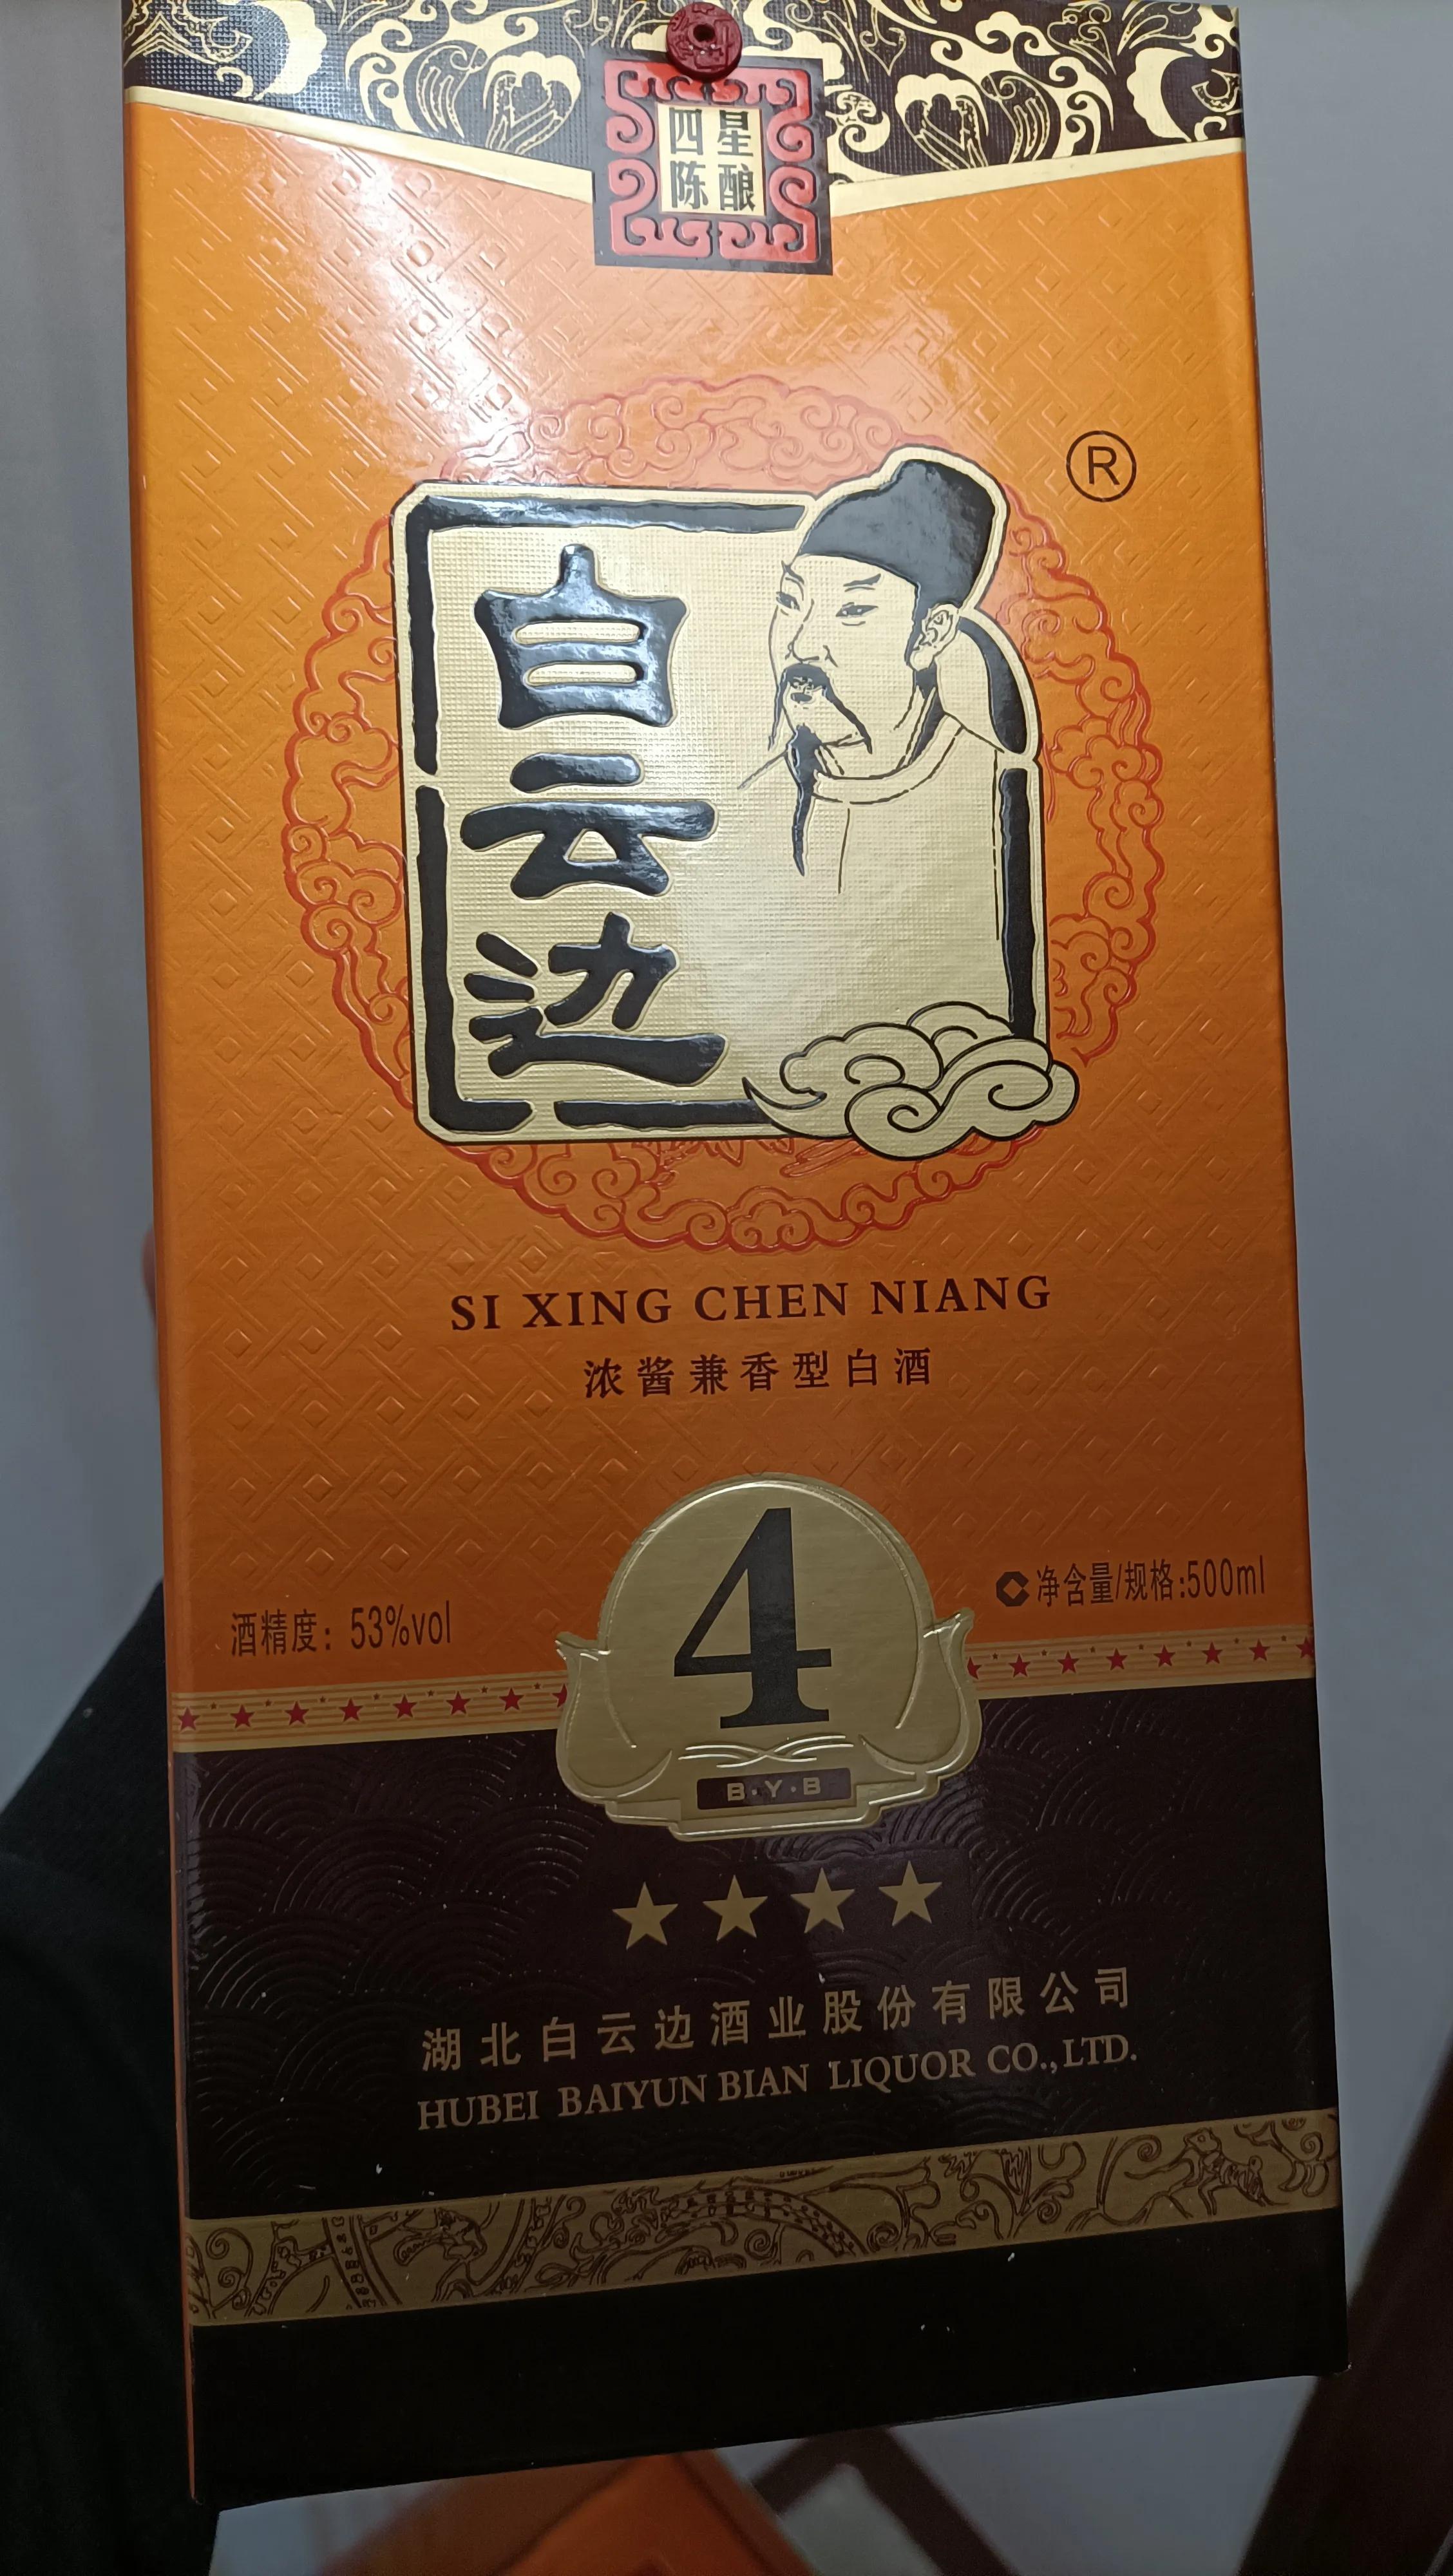 四星
陈酿
®
白云边
SI XING CHEN NIANG
浓酱兼香型白酒
4
酒精度：53%vol
净含量/规格:500ml
B·Y·B
湖北白云边酒业股份有限公司
HUBEI BAIYUN BIAN LIQUOR CO.,LTD.